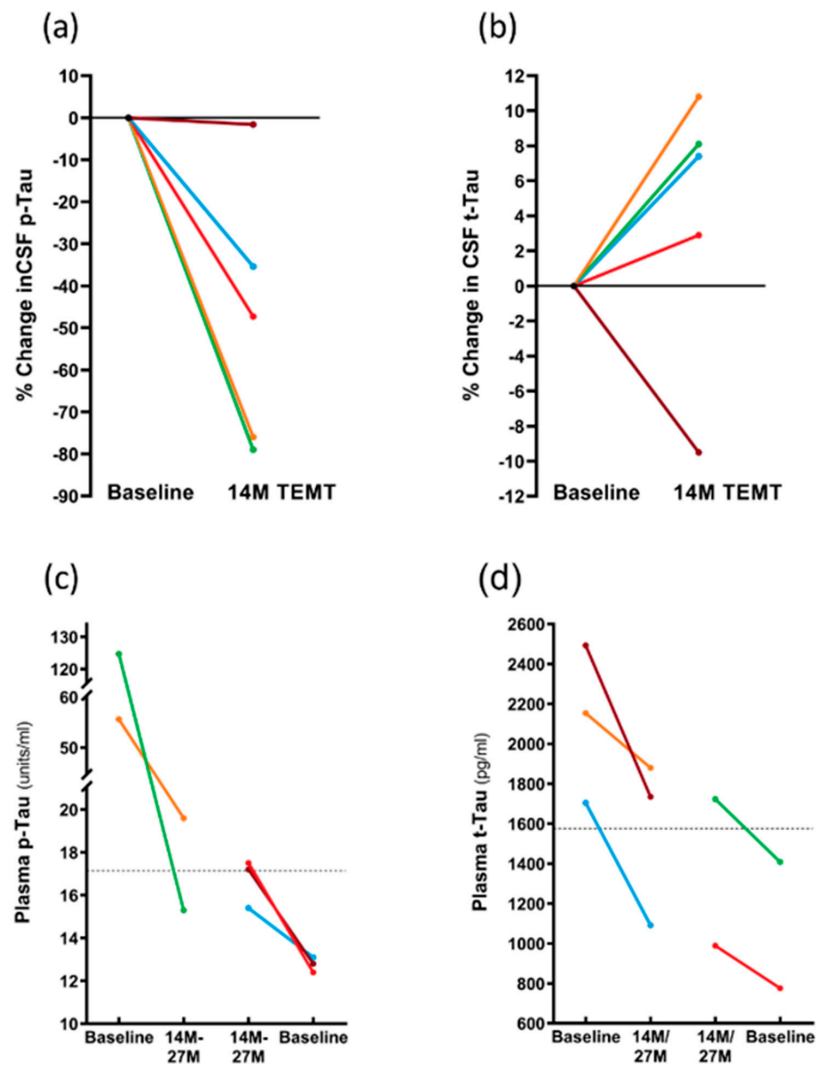 (a)
% Change inCSF p-Tau
10
0
-10
-20
-30
-40
-50
-60
-70
-80
-90
Baseline
14M TEMT
(b)
% Change in CSF t-Tau
12
10
8
6
4
2
0
-2
-4
-6
-8
-10
-12
Baseline
14M TEMT
(c)
Plasma p-Tau (units/ml)
130
120
60
50
20
18
16
14
12
10
Baseline
14M-
27M
14M-
27M
Baseline
(d)
Plasma t-Tau (pg/ml)
2600
2400
2200
2000
1800
1600
1400
1200
1000
800
600
Baseline
14M/
27M
14M/
27M
Baseline